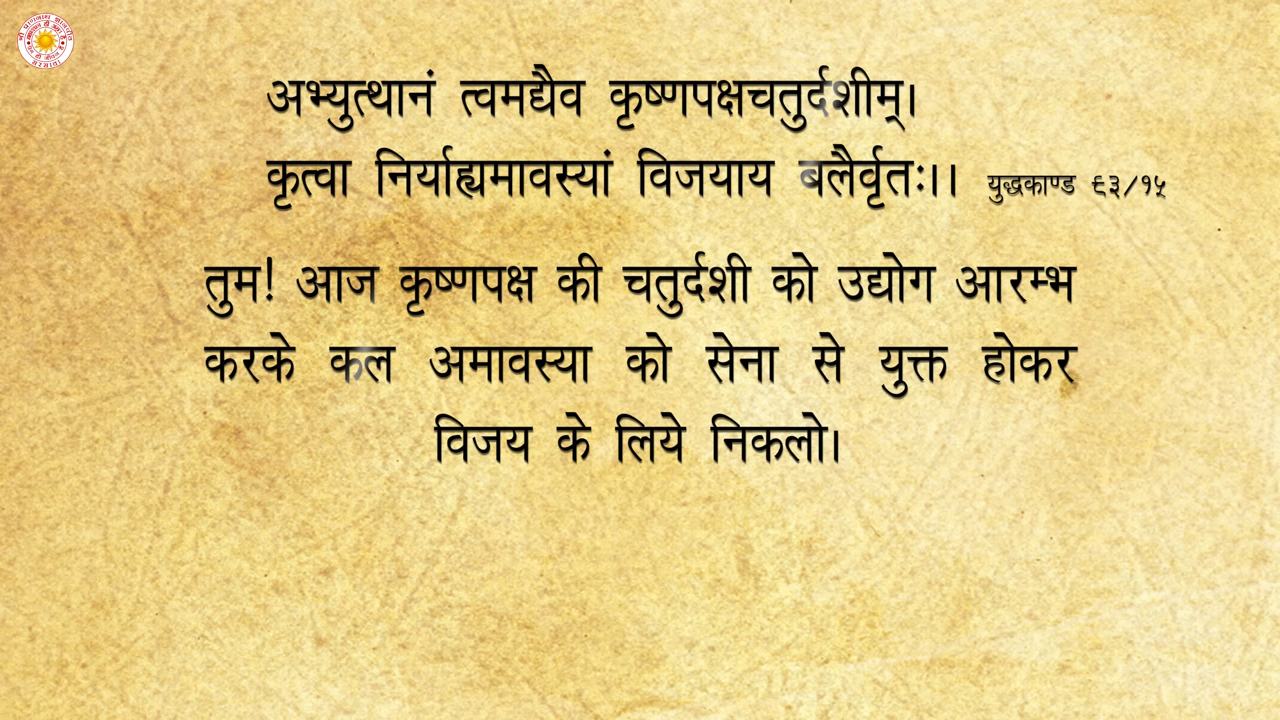 अभ्युत्थानं त्वमद्यैव कृष्णपक्षचतुर्दशीम्।
कृत्वा निर्याह्यमावस्यां विजयाय बलैर्वृतः।। युद्धकाण्ड ९३/१५
तुम! आज कृष्णपक्ष की चतुर्दशी को उद्योग आरम्भ
करके कल अमावस्या को सेना से युक्त होकर
विजय के लिये निकलो।